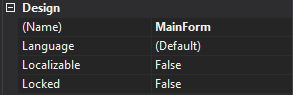 Design
(Name) MainForm
Language (Default)
Localizable False
Locked False